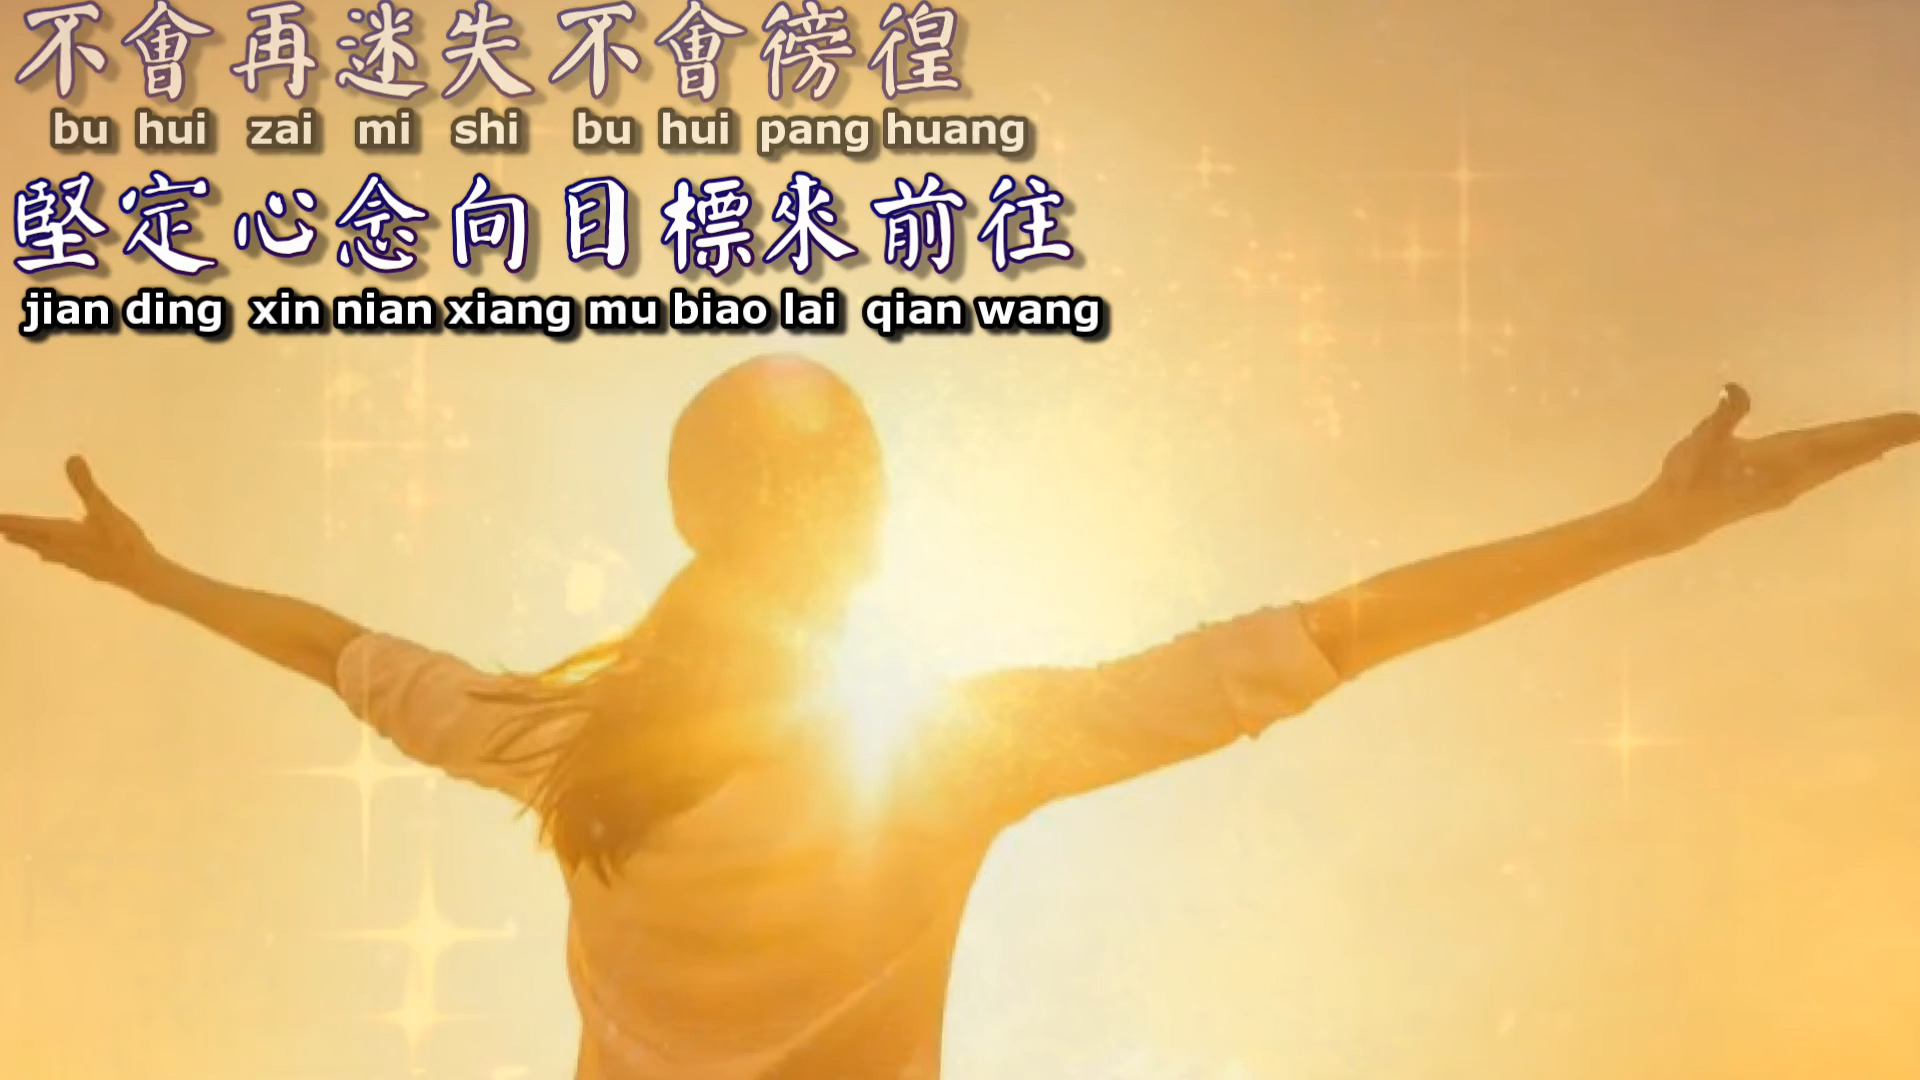 不會再迷失不會徬徨
bu hui zai mi shi bu hui pang huang
堅定心念向目標來前往
jian ding xin nian xiang mu biao lai qian wang